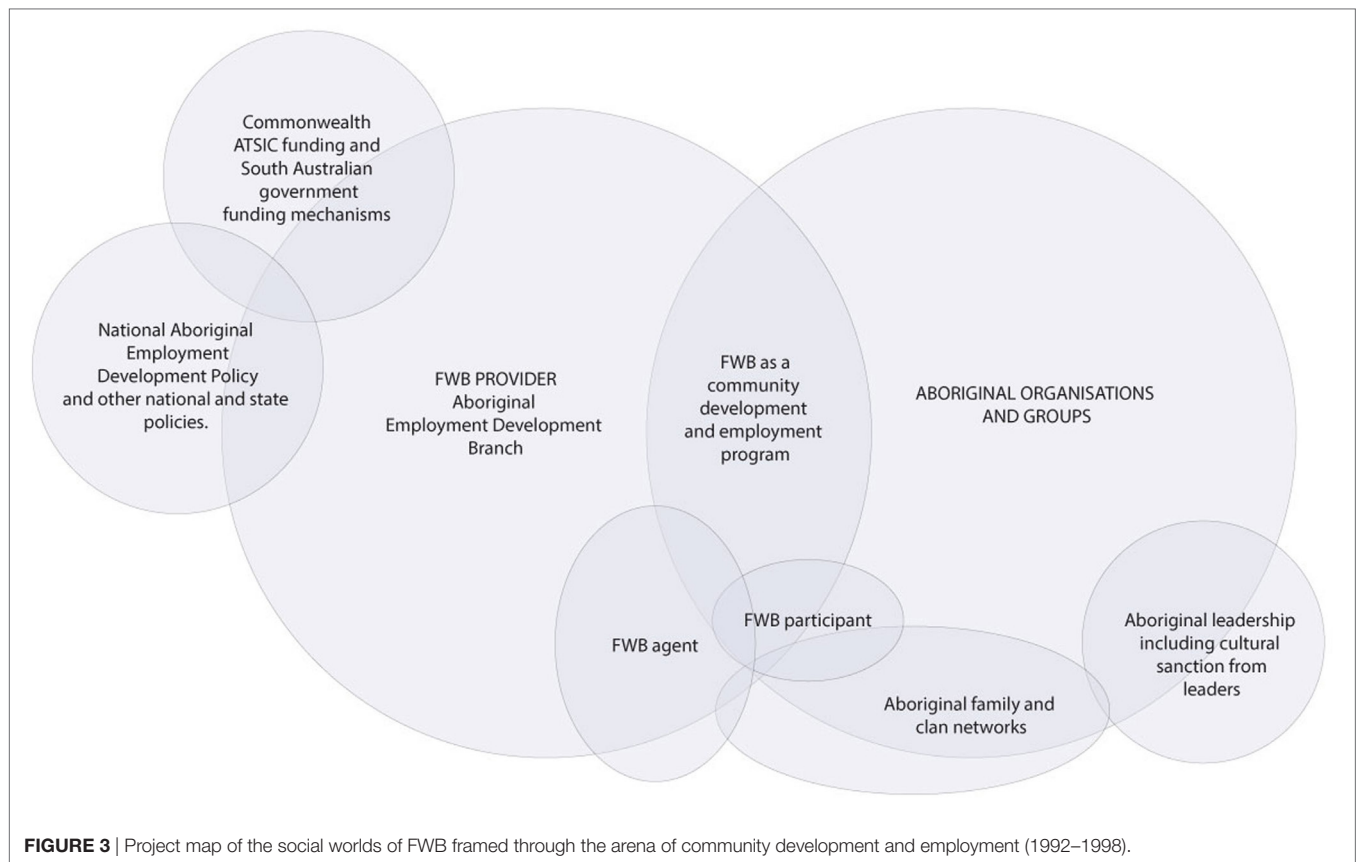 Commonwealth
ATSIC funding and
South Australian
government
funding mechanisms
National Aboriginal
Employment
Development Policy
and other national and state
policies.
FWB PROVIDER
Aboriginal
Employment Development
Branch
FWB as a
community
development
and employment
program
ABORIGINAL ORGANISATIONS
AND GROUPS
FWB agent
FWB participant
Aboriginal family and
clan networks
Aboriginal leadership
including cultural
sanction from
leaders
FIGURE 3 | Project map of the social worlds of FWB framed through the arena of community development and employment (1992–1998).